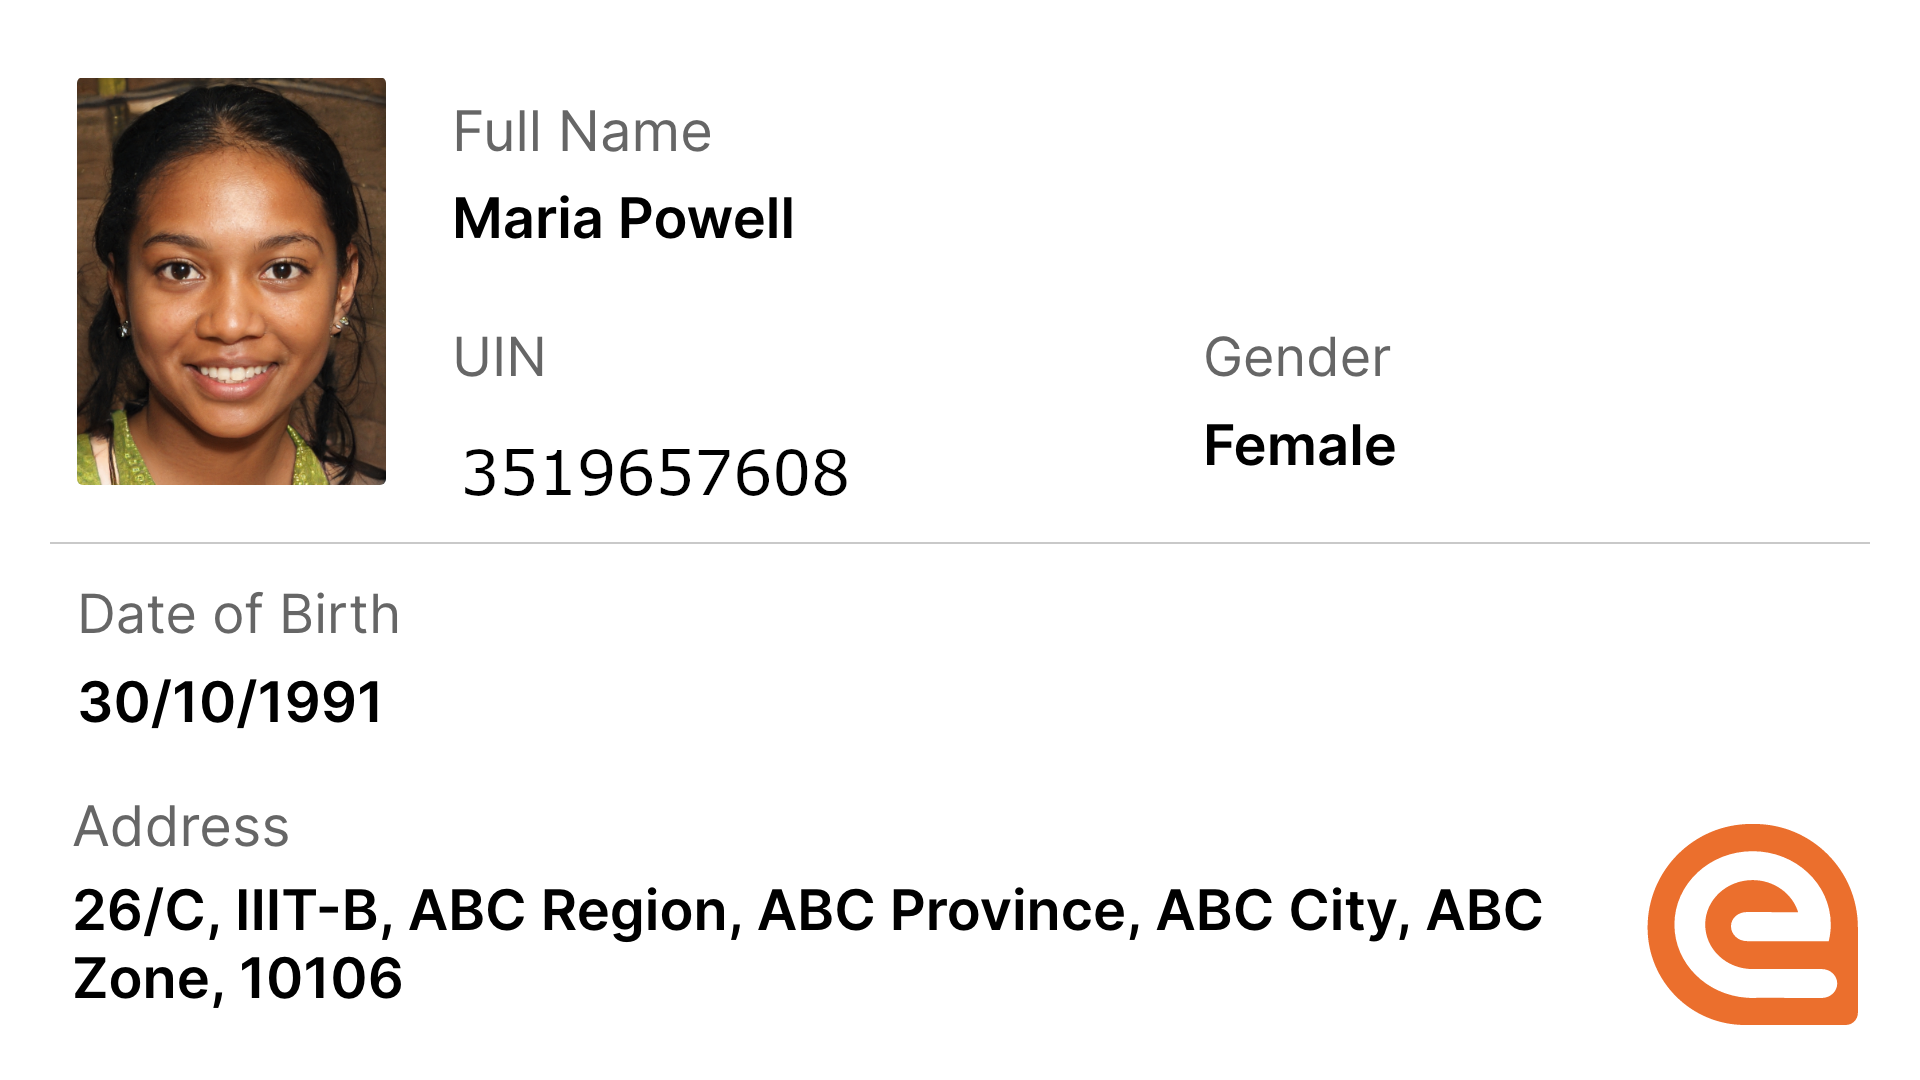 Full Name
Maria Powell
UIN
Gender
3519657608
Female
Date of Birth
30/10/1991
Address
26/C, IIIT-B, ABC Region, ABC Province, ABC City, ABC
Zone, 10106